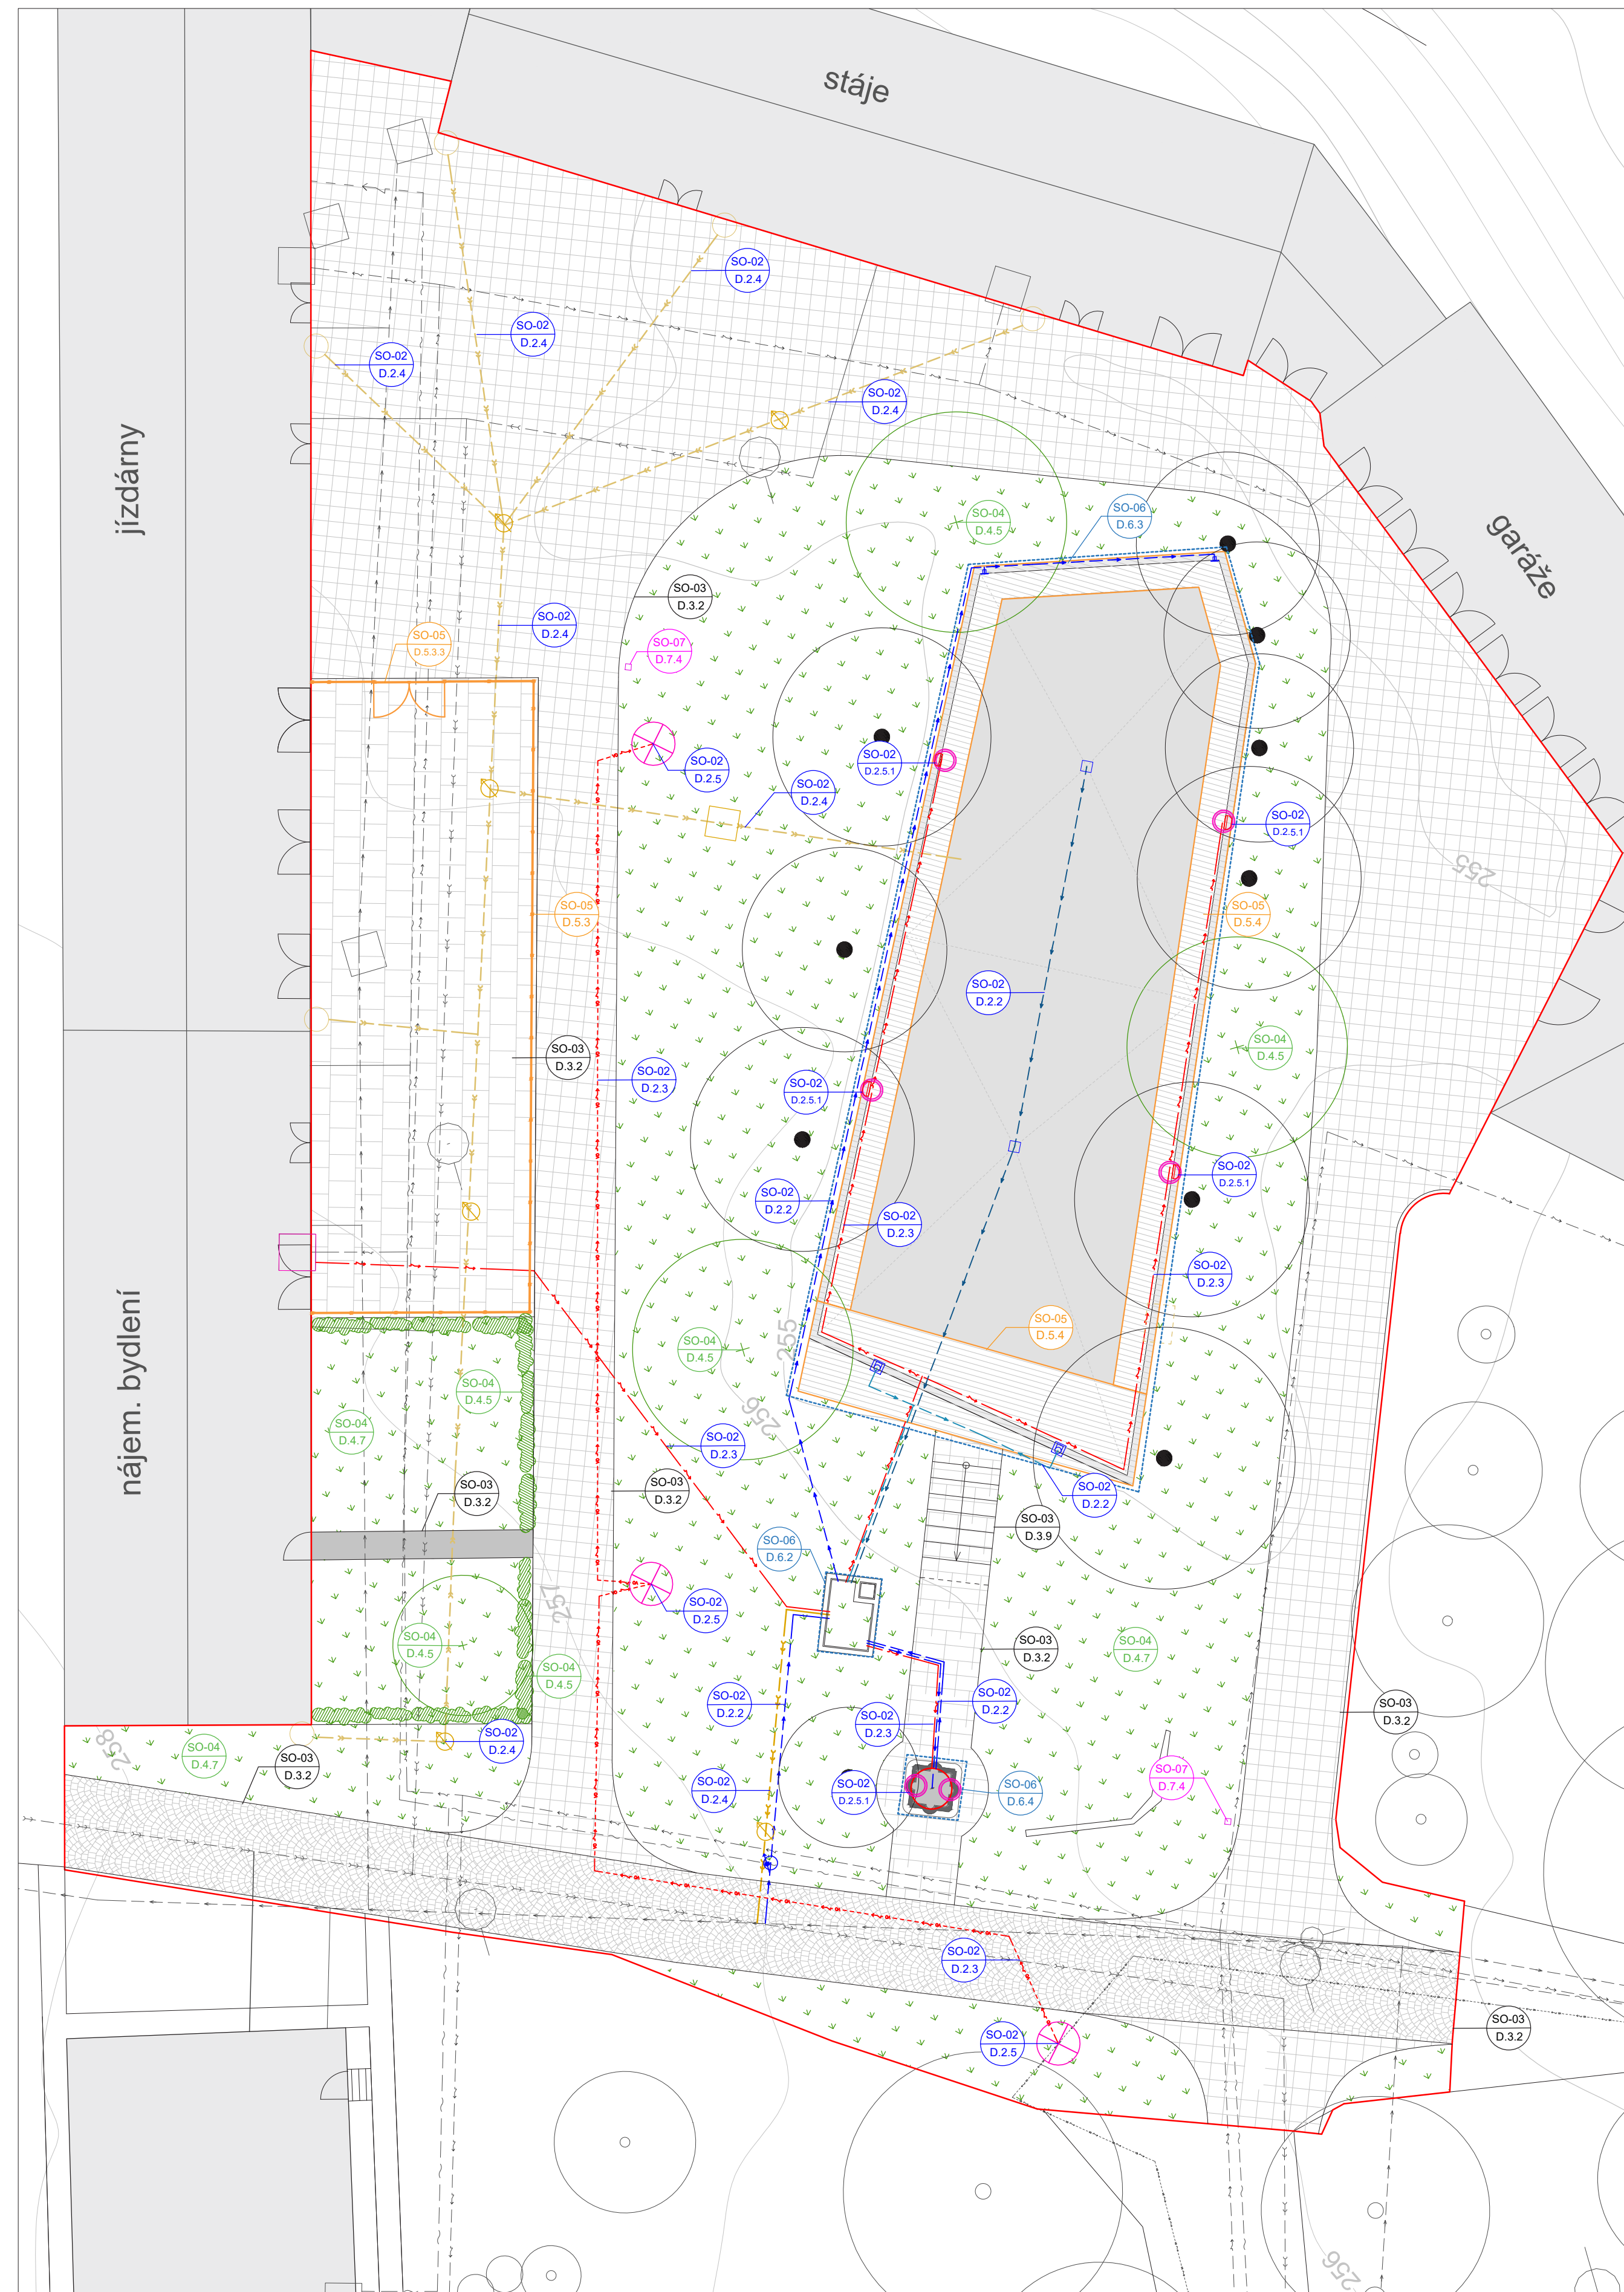 stáje
SO-02
D.2.4
SO-02
D.2.4
SO-02
D.2.4
SO-02
D.2.4
jízdárny
SO-04
D.4.5
SO-06
D.6.3
garáže
SO-03
D.3.2
SO-02
D.2.4
SO-05
D.5.3.3
SO-07
D.7.4
SO-02
D.2.5
SO-02
D.2.5.1
SO-02
D.2.4
SO-02
D.2.5.1
255
SO-05
D.5.3
SO-05
D.5.4
SO-02
D.2.2
SO-03
D.3.2
SO-04
D.4.5
SO-02
D.2.3
SO-02
D.2.5.1
SO-02
D.2.5.1
SO-02
D.2.2
SO-02
D.2.3
SO-02
D.2.3
nájem. bydlení
SO-05
D.5.4
255
SO-04
D.4.5
SO-04
D.4.5
256
SO-04
D.4.7
SO-02
D.2.3
SO-03
D.3.2
SO-03
D.3.2
SO-02
D.2.2
SO-03
D.3.9
SO-06
D.6.2
257
SO-02
D.2.5
SO-04
D.4.5
SO-03
D.3.2
SO-04
D.4.7
SO-04
D.4.5
SO-02
D.2.2
SO-02
D.2.2
SO-03
D.3.2
SO-02
D.2.3
SO-02
D.2.4
258
SO-04
D.4.7
SO-03
D.3.2
SO-07
D.7.4
SO-02
D.2.4
SO-02
D.2.5.1
SO-06
D.6.4
SO-02
D.2.3
SO-03
D.3.2
SO-02
D.2.5
256